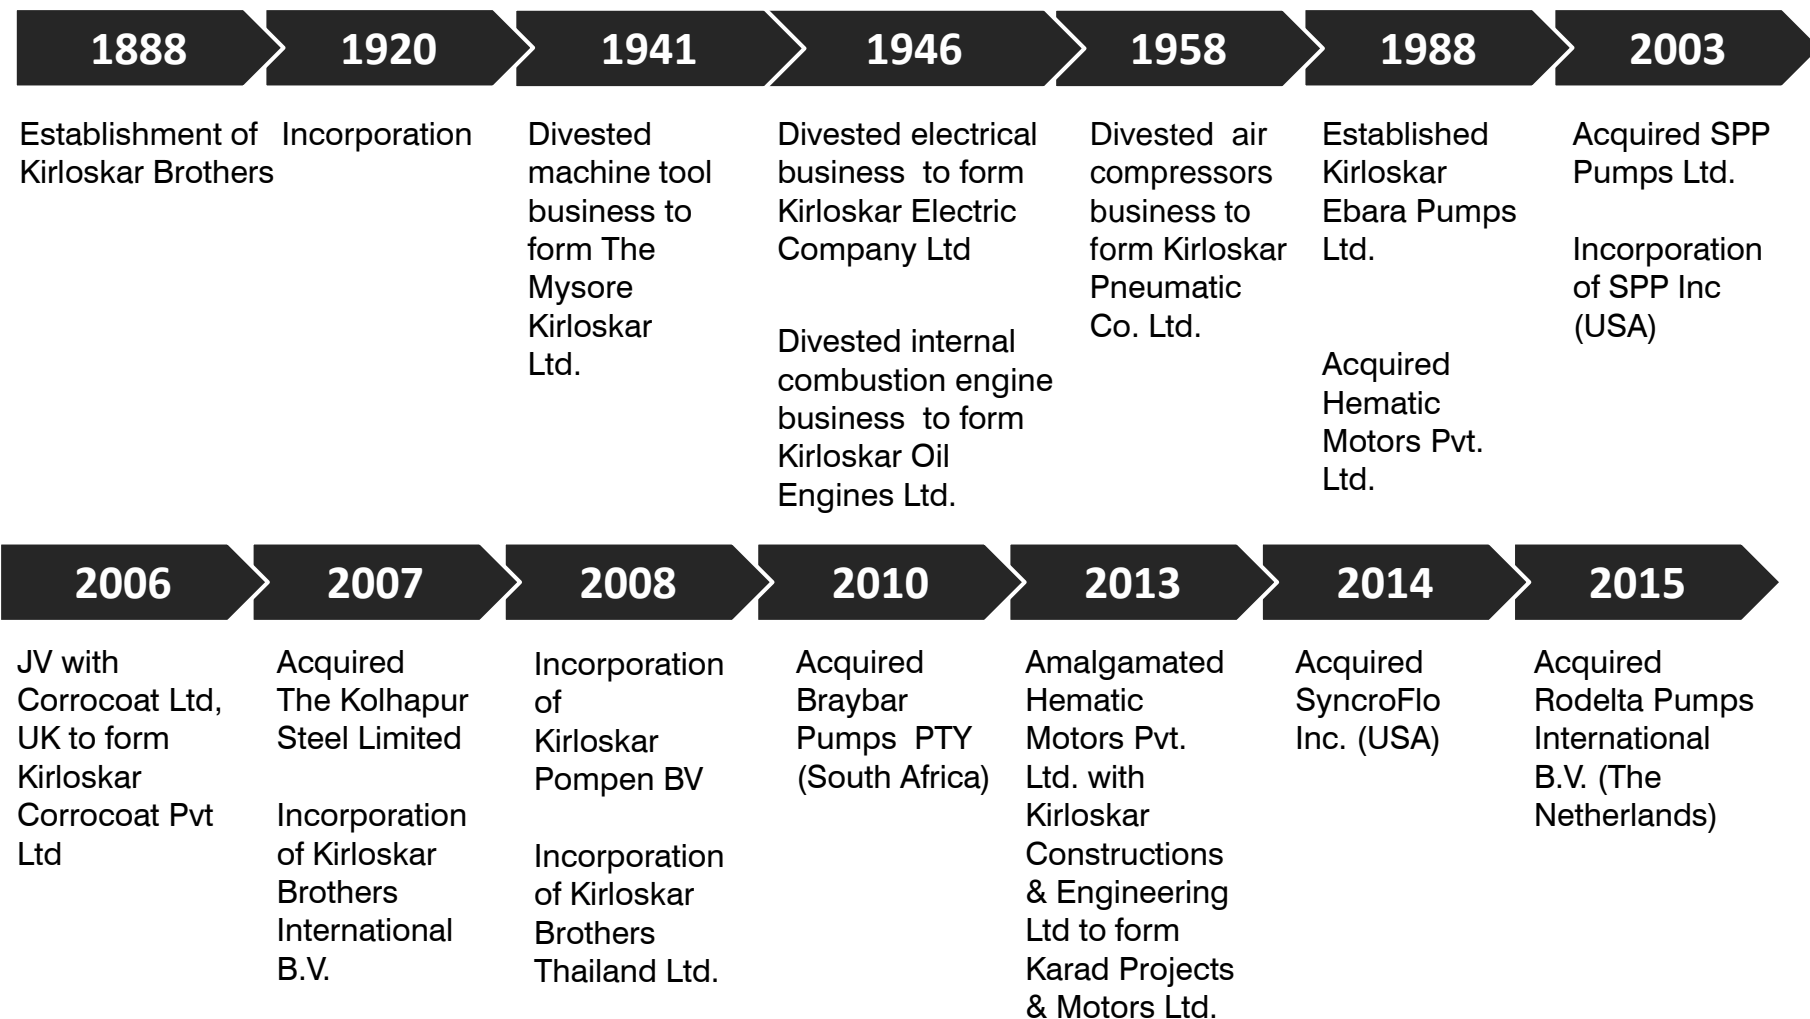 1888
1920
1941
1946
1958
1988
2003
Establishment of
Kirloskar Brothers
Incorporation
Divested
machine tool
business to
form The
Mysore
Kirloskar
Ltd.
Divested electrical
business  to form
Kirloskar Electric
Company Ltd
Divested internal
combustion engine
business  to form
Kirloskar Oil
Engines Ltd.
Divested  air
compressors
business to
form Kirloskar
Pneumatic
Co. Ltd.
Established
Kirloskar
Ebara Pumps
Ltd.
Acquired
Hematic
Motors Pvt.
Ltd.
Acquired SPP
Pumps Ltd.
Incorporation
of SPP Inc
(USA)
2006
2007
2008
2010
2013
2014
2015
JV with
Corrocoat Ltd,
UK to form
Kirloskar
Corrocoat Pvt
Ltd
Acquired
The Kolhapur
Steel Limited
Incorporation
of Kirloskar
Brothers
International
B.V.
Incorporation
of
Kirloskar
Pompen BV
Incorporation
of Kirloskar
Brothers
Thailand Ltd.
Acquired
Braybar
Pumps  PTY
(South Africa)
Amalgamated
Hematic
Motors Pvt.
Ltd. with
Kirloskar
Constructions
& Engineering
Ltd to form
Karad Projects
& Motors Ltd.
Acquired
SyncroFlo
Inc. (USA)
Acquired
Rodelta Pumps
International
B.V. (The
Netherlands)